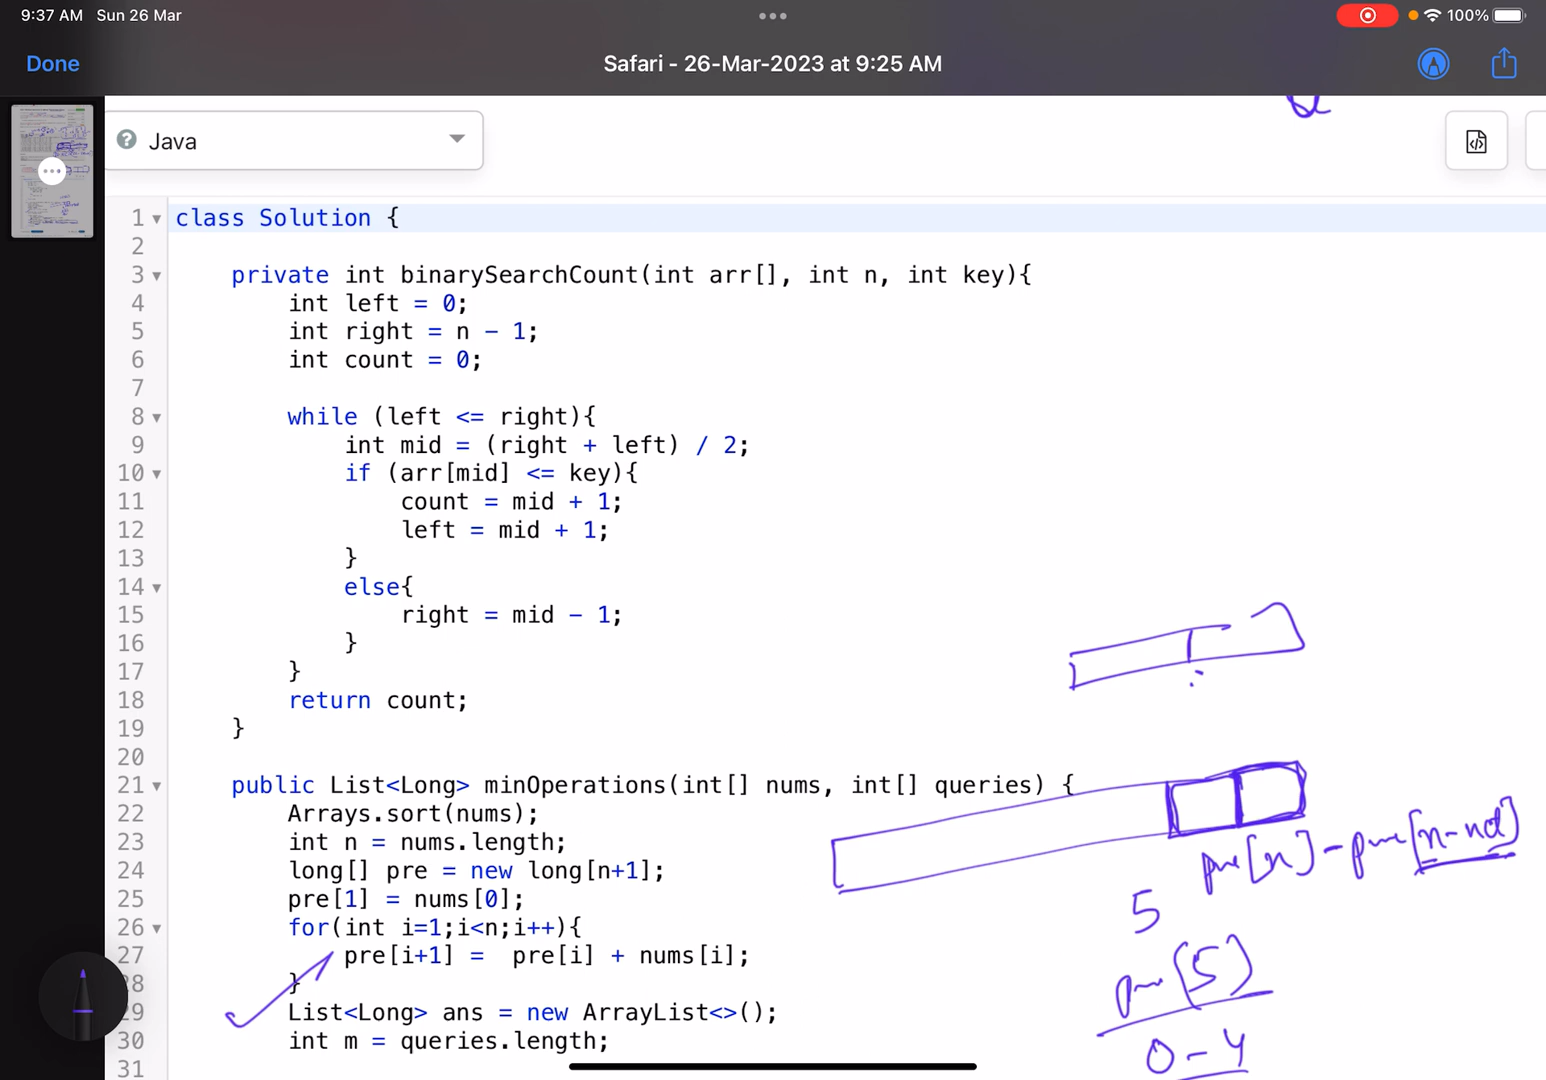 9:37 AM Sun 26 Mar
100%
Done
Safari - 26-Mar-2023 at 9:25 AM
Java
1 class Solution {
2
3 private int binarySearchCount(int arr[], int n, int key){
4 int left = 0;
5 int right = n - 1;
6 int count = 0;
7
8 while (left <= right){
9 int mid = (right + left) / 2;
10 if (arr[mid] <= key){
11 count = mid + 1;
12 left = mid + 1;
13 }
14 else{
15 right = mid - 1;
16 }
17 }
18 return count;
19 }
20
21 public List<Long> minOperations(int[] nums, int[] queries) {
22 Arrays.sort(nums);
23 int n = nums.length;
24 long[] pre = new long[n+1];
25 pre[1] = nums[0];
26 for(int i=1;i<n;i++){
27 pre[i+1] = pre[i] + nums[i];
28 }
29 List<Long> ans = new ArrayList<>();
30 int m = queries.length;
31
pre[n] - pre[n-nd]
5
pre[5]
0-4